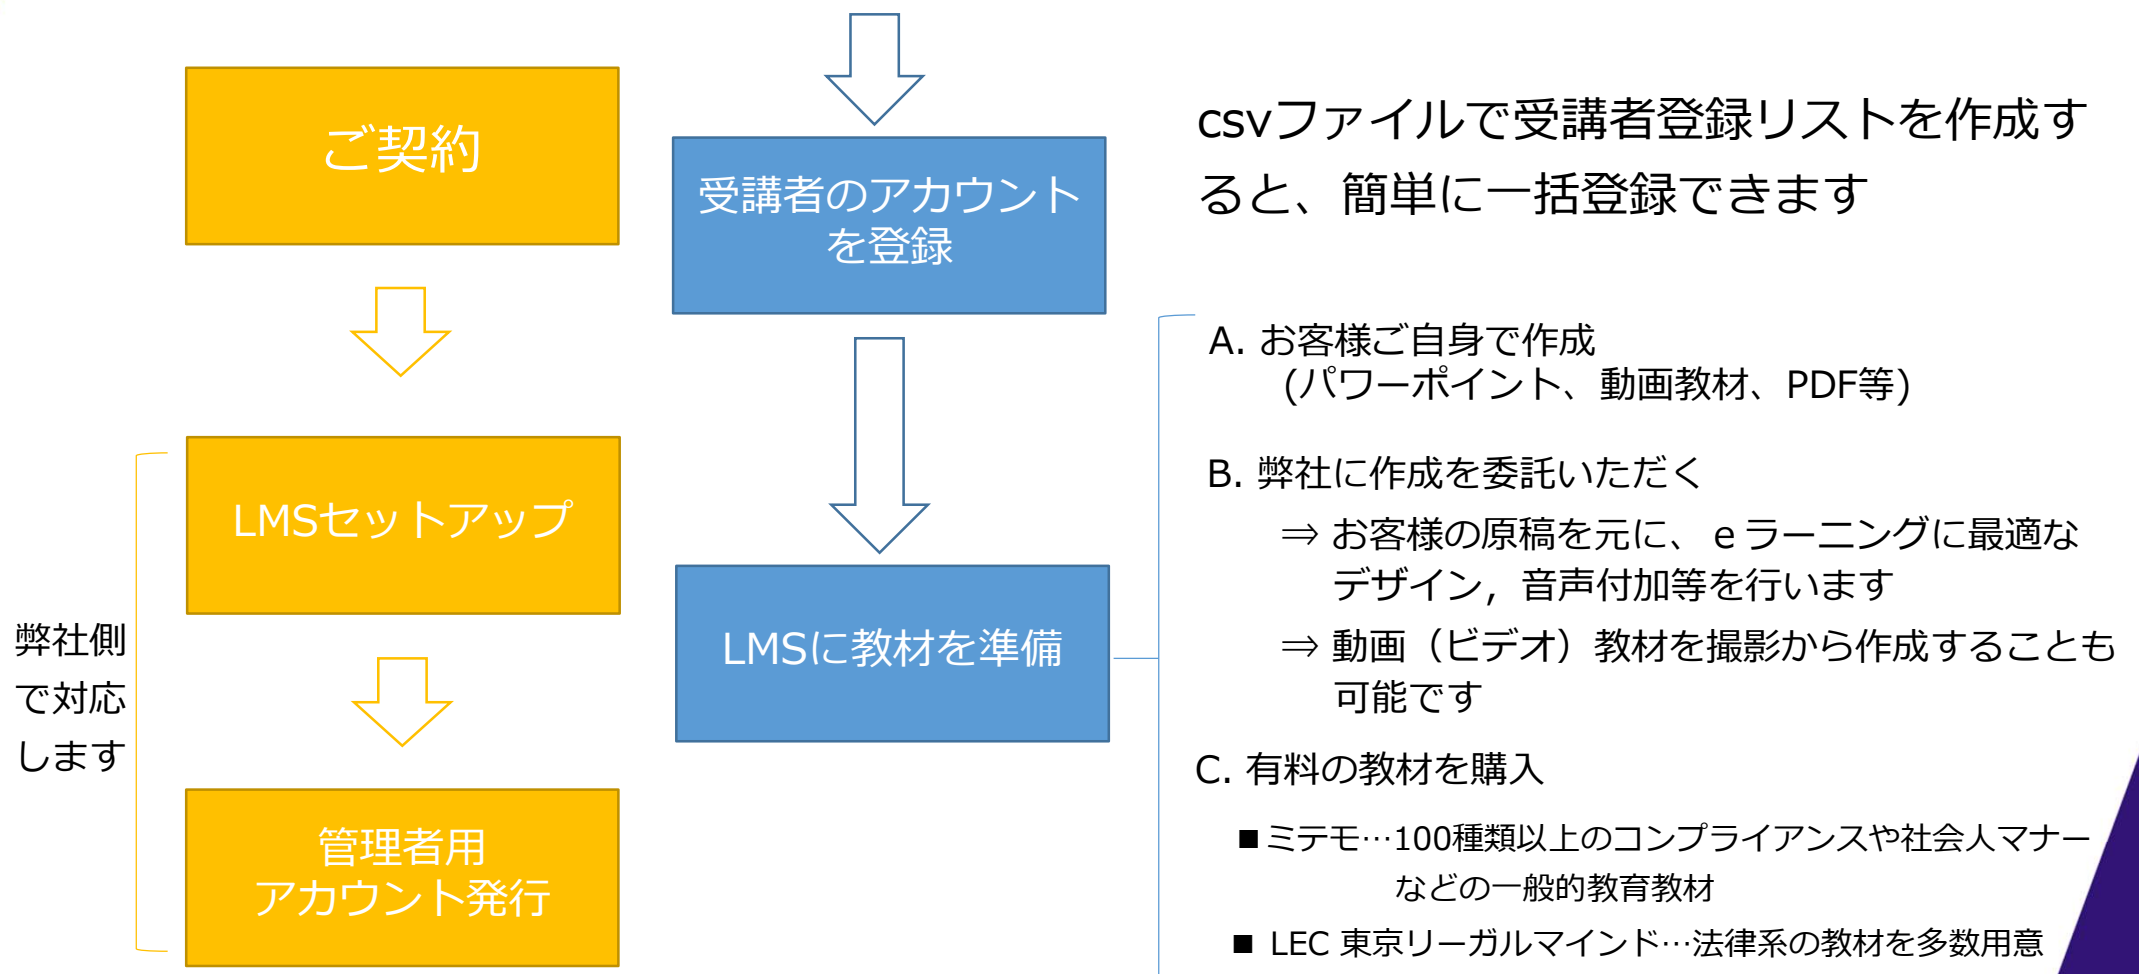 ご契約
LMSセットアップ
管理者用
アカウント発行
弊社側
で対応
します
受講者のアカウント
を登録
LMSに教材を準備
csvファイルで受講者登録リストを作成す
ると、簡単に一括登録できます
A. お客様ご自身で作成
(パワーポイント、動画教材、PDF等)
B. 弊社に作成を委託いただく
⇒ お客様の原稿を元に、ｅラーニングに最適な
デザイン，音声付加等を行います
⇒ 動画（ビデオ）教材を撮影から作成することも
可能です
C. 有料の教材を購入
■ ミテモ…100種類以上のコンプライアンスや社会人マナー
などの一般的教育教材
■ LEC 東京リーガルマインド…法律系の教材を多数用意